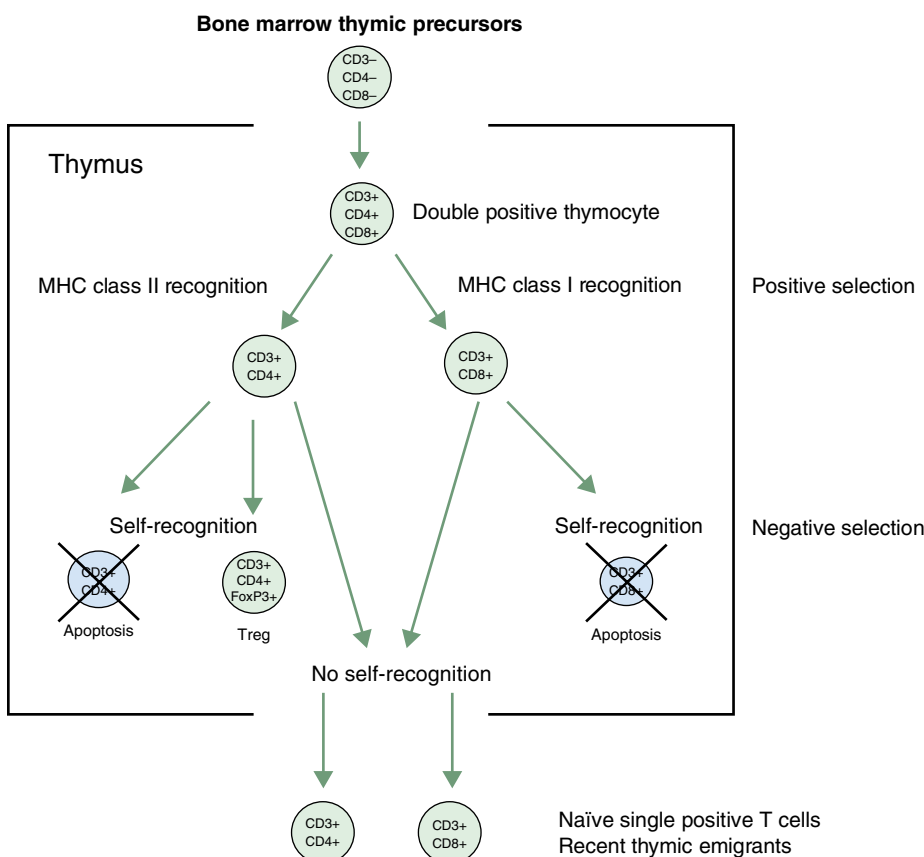 Bone marrow thymic precursors
CD3–
CD4–
CD8–
Thymus
CD3+
CD4+
CD8+
Double positive thymocyte
MHC class II recognition
MHC class I recognition
Positive selection
CD3+
CD4+
CD3+
CD8+
Self-recognition
Self-recognition
Negative selection
CD3+
CD4+
CD3+
CD4+
FoxP3+
CD3+
CD8+
Apoptosis
Treg
Apoptosis
No self-recognition
CD3+
CD4+
CD3+
CD8+
Naïve single positive T cells
Recent thymic emigrants